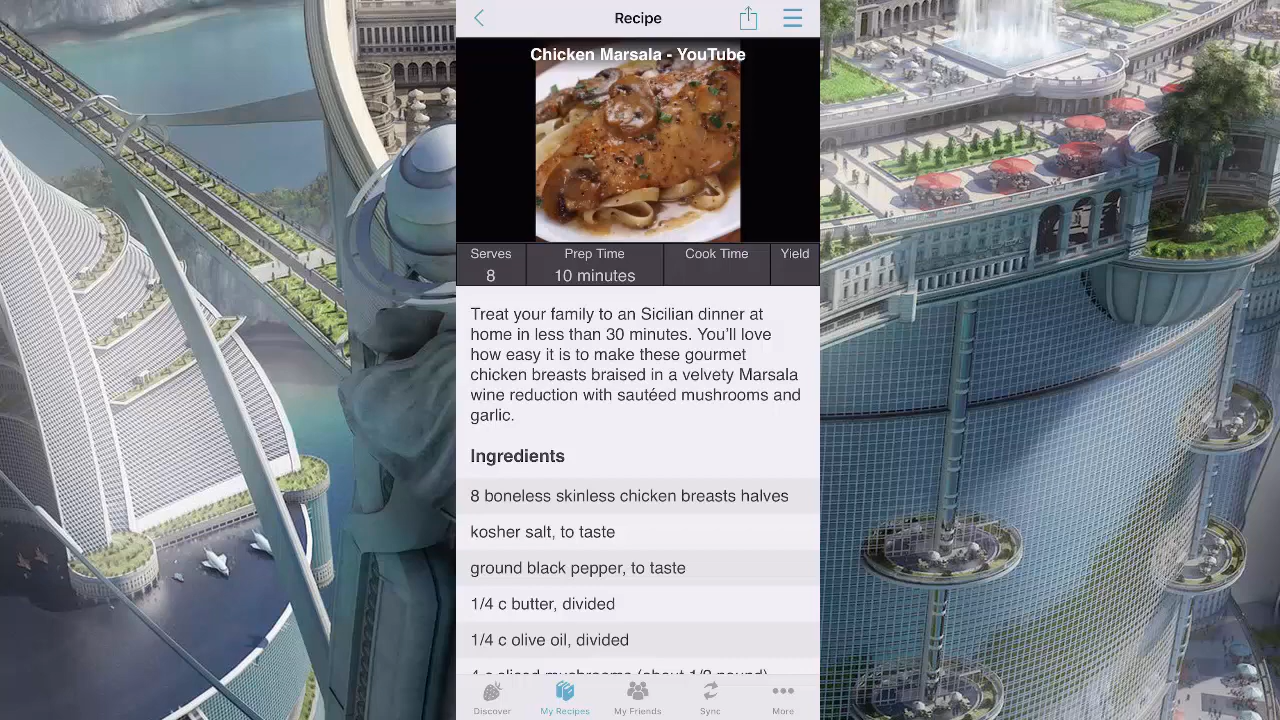 Recipe
Chicken Marsala - YouTube
Serves Prep Time Cook Time Yield
8 10 minutes
Treat your family to an Sicilian dinner at
home in less than 30 minutes. You'll love
how easy it is to make these gourmet
chicken breasts braised in a velvety Marsala
wine reduction with sautéed mushrooms and
garlic.
Ingredients
8 boneless skinless chicken breasts halves
kosher salt, to taste
ground black pepper, to taste
1/4 c butter, divided
1/4 c olive oil, divided
Discover My Recipes My Friends Sync More